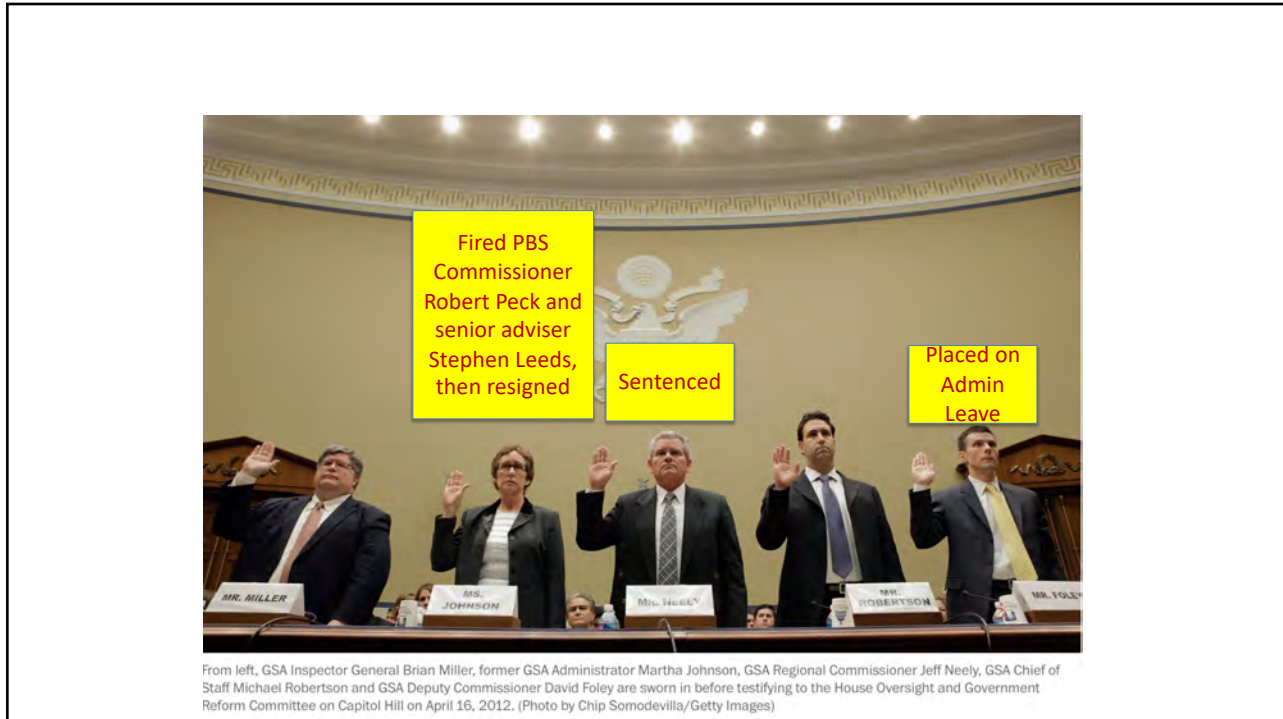 Fired PBS
Commissioner
Robert Peck and
senior adviser
Stephen Leeds,
then resigned
Sentenced
Placed on
Admin
Leave
MR. MILLER
MS.
JOHNSON
MR. NEELY
MR.
ROBERTSON
MR. FOLEY
From left, GSA Inspector General Brian Miller, former GSA Administrator Martha Johnson, GSA Regional Commissioner Jeff Neely, GSA Chief of
Staff Michael Robertson and GSA Deputy Commissioner David Foley are sworn in before testifying to the House Oversight and Government
Reform Committee on Capitol Hill on April 16, 2012. (Photo by Chip Somodevilla/Getty Images)